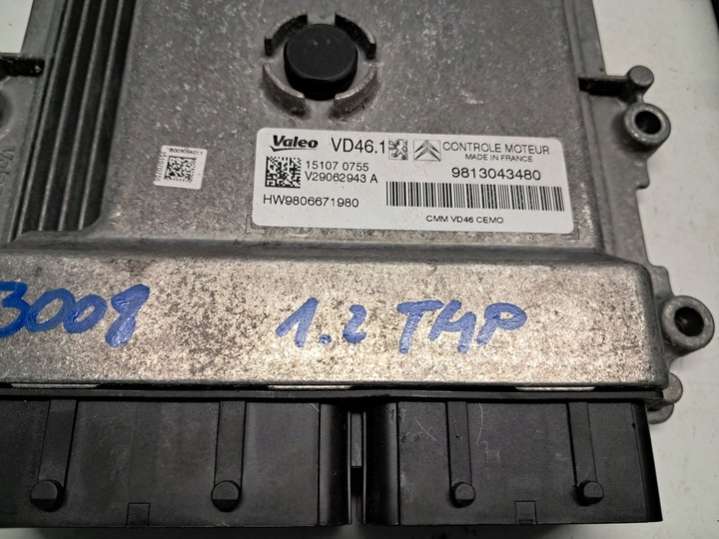 Valeo VD46.1 CONTROLE MOTEUR
MADE IN FRANCE
15107 0755
V29062943 A
9813043480
HW9806671980
CMM VD46 CEMO
3008 1.2 THP